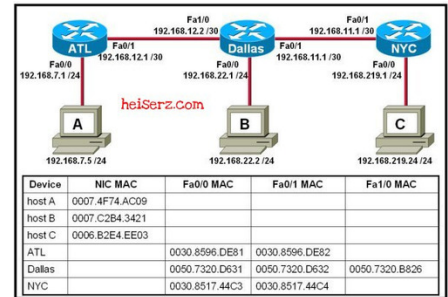 Fa1/0
192.168.12.2 /30
Fa0/1
192.168.11.1 /30
ATL
Dallas
NYC
Fa0/1
192.168.12.1 /30
Fa0/1
192.168.11.1 /30
Fa0/0
192.168.7.1 /24
Fa0/0
192.168.22.1 /24
Fa0/0
192.168.219.1 /24
heiserz.com
A
B
C
192.168.7.5 /24
192.168.22.2 /24
192.168.219.24 /24
Device NIC MAC Fa0/0 MAC Fa0/1 MAC Fa1/0 MAC
host A 0007.4F74.AC09
host B 0007.C2B4.3421
host C 0006.B2E4.EE03
ATL 0030.8596.DE81 0030.8596.DE82
Dallas 0050.7320.D631 0050.7320.D632 0050.7320.B826
NYC 0030.8517.44C3 0030.8517.44C4